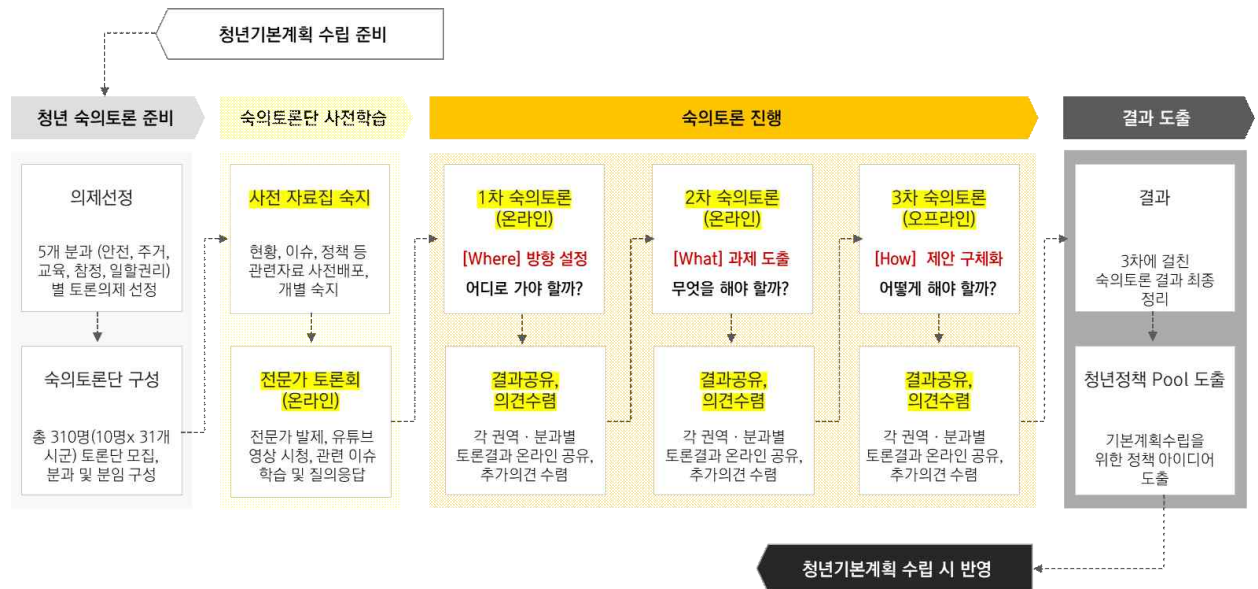 청년기본계획 수립 준비
청년 숙의토론 준비
의제선정
5개 분과 (안전, 주거,
교육, 참정, 일할권리)
별 토론의제 선정
숙의토론단 구성
총 310명(10명x 31개
시군) 토론단 모집,
분과 및 분임 구성
숙의토론단 사전학습
사전 자료집 숙지
현황, 이슈, 정책 등
관련자료 사전배포,
개별 숙지
전문가 토론회
(온라인)
전문가 발제, 유튜브
영상 시청, 관련 이슈
학습 및 질의응답
숙의토론 진행
1차 숙의토론
(온라인)
[Where] 방향 설정
어디로 가야 할까?
결과공유,
의견수렴
각 권역 · 분과별
토론결과 온라인 공유,
추가의견 수렴
2차 숙의토론
(온라인)
[What] 과제 도출
무엇을 해야 할까?
결과공유,
의견수렴
각 권역 · 분과별
토론결과 온라인 공유,
추가의견 수렴
3차 숙의토론
(오프라인)
[How] 제안 구체화
어떻게 해야 할까?
결과공유,
의견수렴
각 권역 · 분과별
토론결과 온라인 공유,
추가의견 수렴
결과 도출
결과
3차에 걸친
숙의토론 결과 최종
정리
청년정책 Pool 도출
기본계획수립을
위한 정책 아이디어
도출
청년기본계획 수립 시 반영